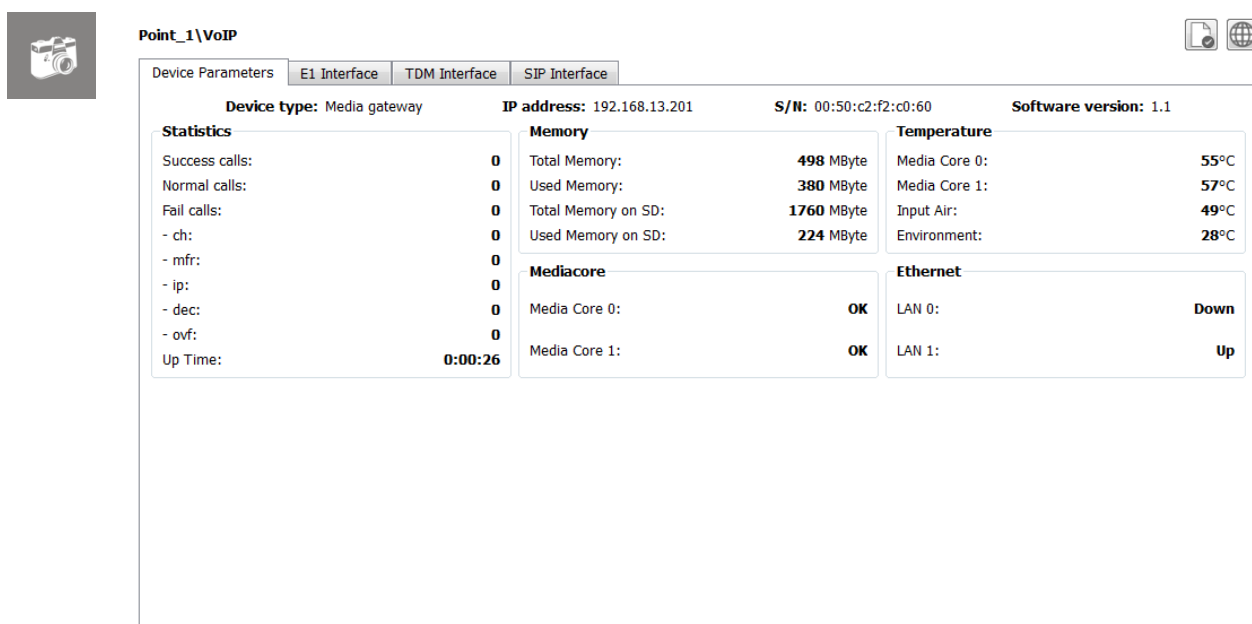 Point_1\VoIP
Device Parameters E1 Interface TDM Interface SIP Interface
Device type: Media gateway IP address: 192.168.13.201 S/N: 00:50:c2:f2:c0:60 Software version: 1.1
Statistics
Success calls: 0
Normal calls: 0
Fail calls: 0
- ch: 0
- mfr: 0
- ip: 0
- dec: 0
- ovf: 0
Up Time: 0:00:26
Memory
Total Memory: 498 MByte
Used Memory: 380 MByte
Total Memory on SD: 1760 MByte
Used Memory on SD: 224 MByte
Mediacore
Media Core 0: OK
Media Core 1: OK
Temperature
Media Core 0: 55°C
Media Core 1: 57°C
Input Air: 49°C
Environment: 28°C
Ethernet
LAN 0: Down
LAN 1: Up